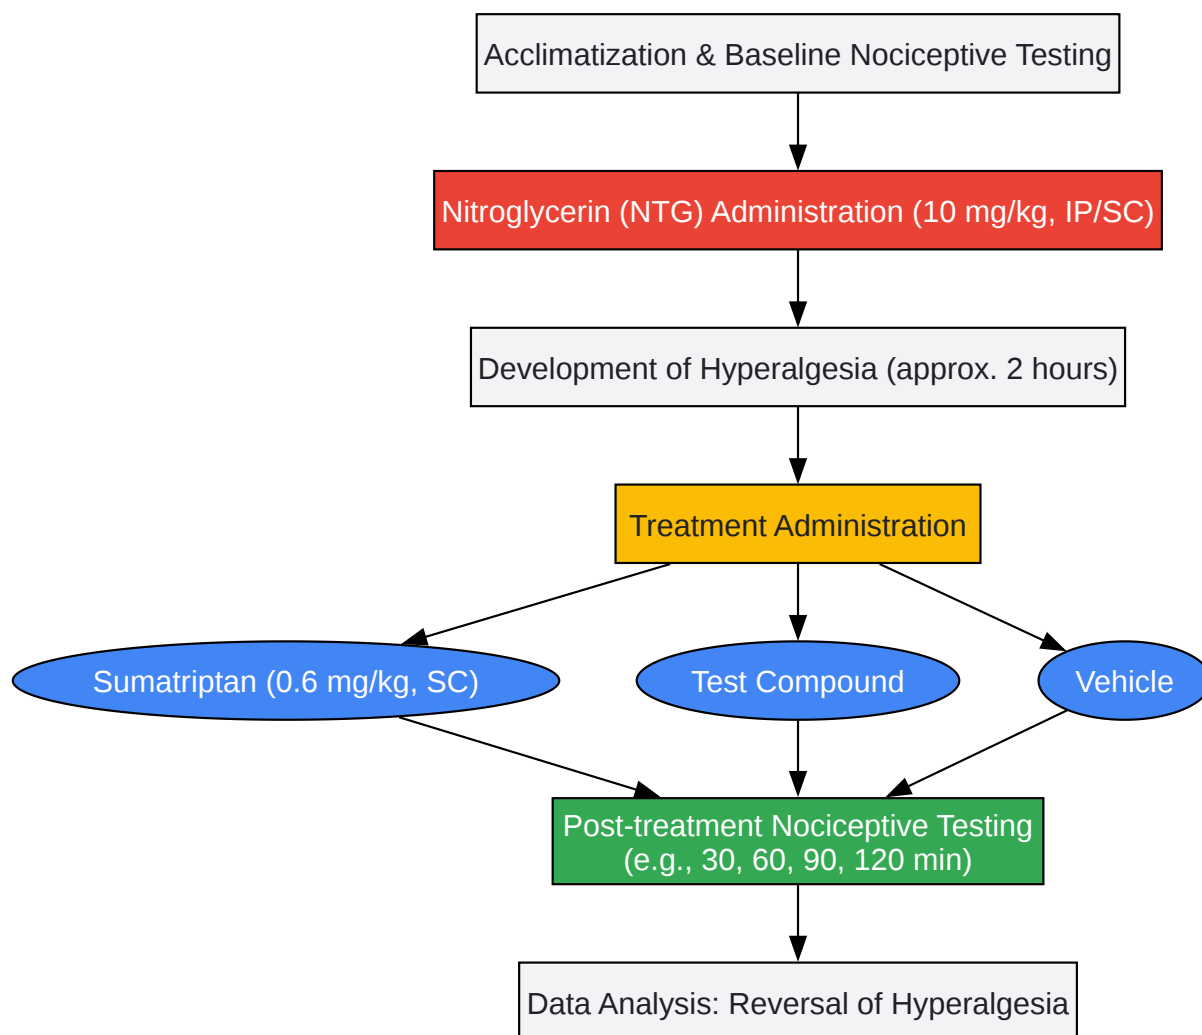 Acclimatization & Baseline Nociceptive Testing
Nitroglycerin (NTG) Administration (10 mg/kg, IP/SC)
Development of Hyperalgesia (approx. 2 hours)
Treatment Administration
Sumatriptan (0.6 mg/kg, SC)
Test Compound
Vehicle
Post-treatment Nociceptive Testing
(e.g., 30, 60, 90, 120 min)
Data Analysis: Reversal of Hyperalgesia